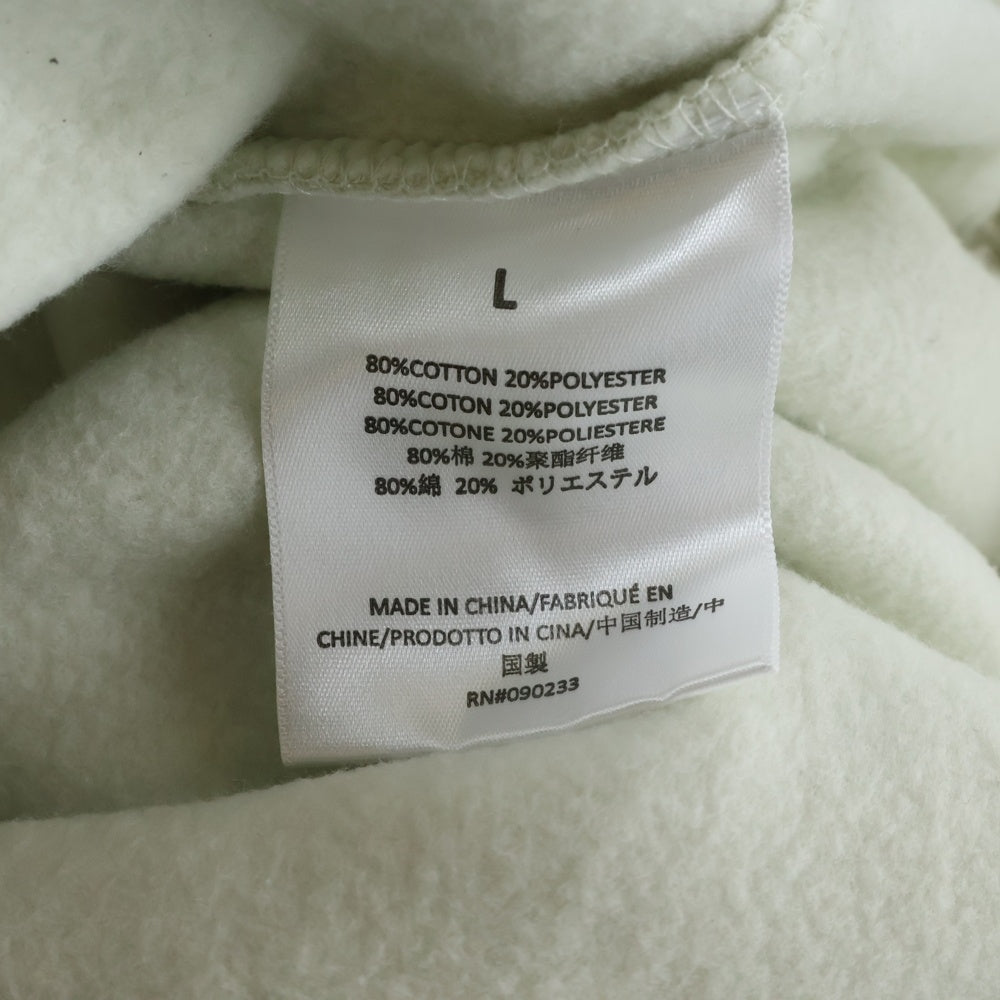 L
80%COTTON 20%POLYESTER
80%COTON 20%POLYESTER
80%COTONE 20%POLIESTERE
80%棉 20%聚酯纤维
80%綿 20% ポリエステル
MADE IN CHINA/FABRIQUÉ EN
CHINE/PRODOTTO IN CINA/中国制造/中
国製
RN#090233